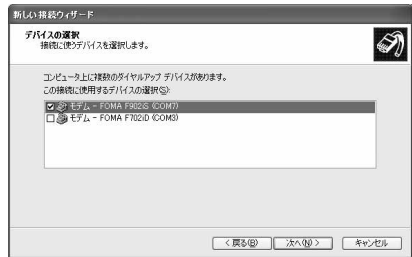 新しい接続ウィザード
デバイスの選択
接続に使うデバイスを選択します。
コンピュータ上に複数のダイヤルアップ デバイスがあります。
この接続に使用するデバイスの選択(S):
モデム - FOMA F902iS (COM7)
モデム - FOMA F702iD (COM3)
< 戻る(B)
次へ(N) >
キャンセル